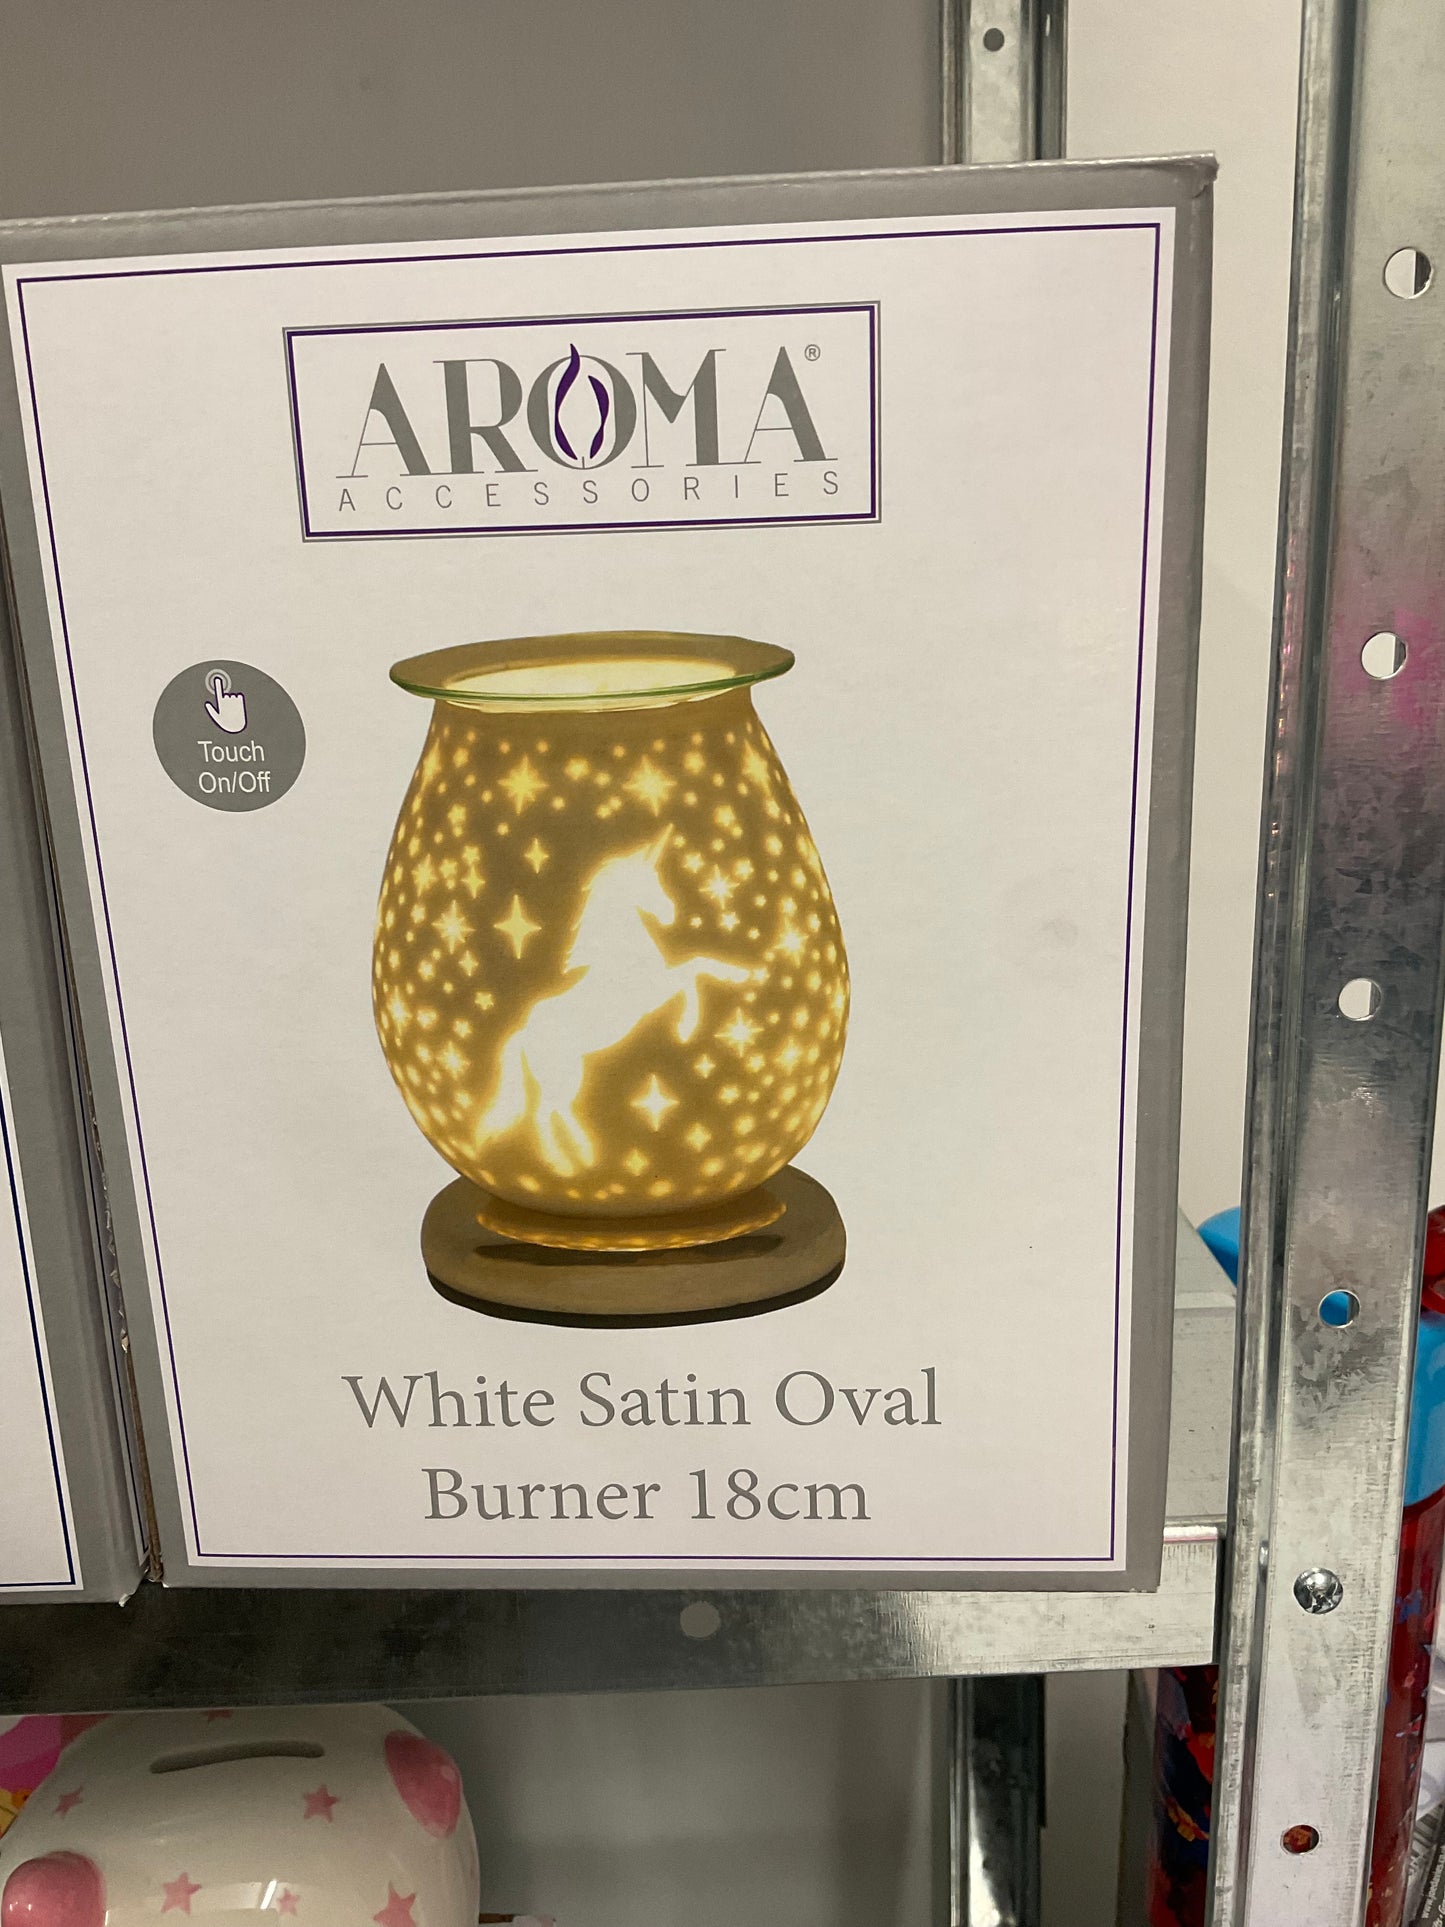 AROMA®
ACCESSORIES
Touch
On/Off
White Satin Oval
Burner 18cm